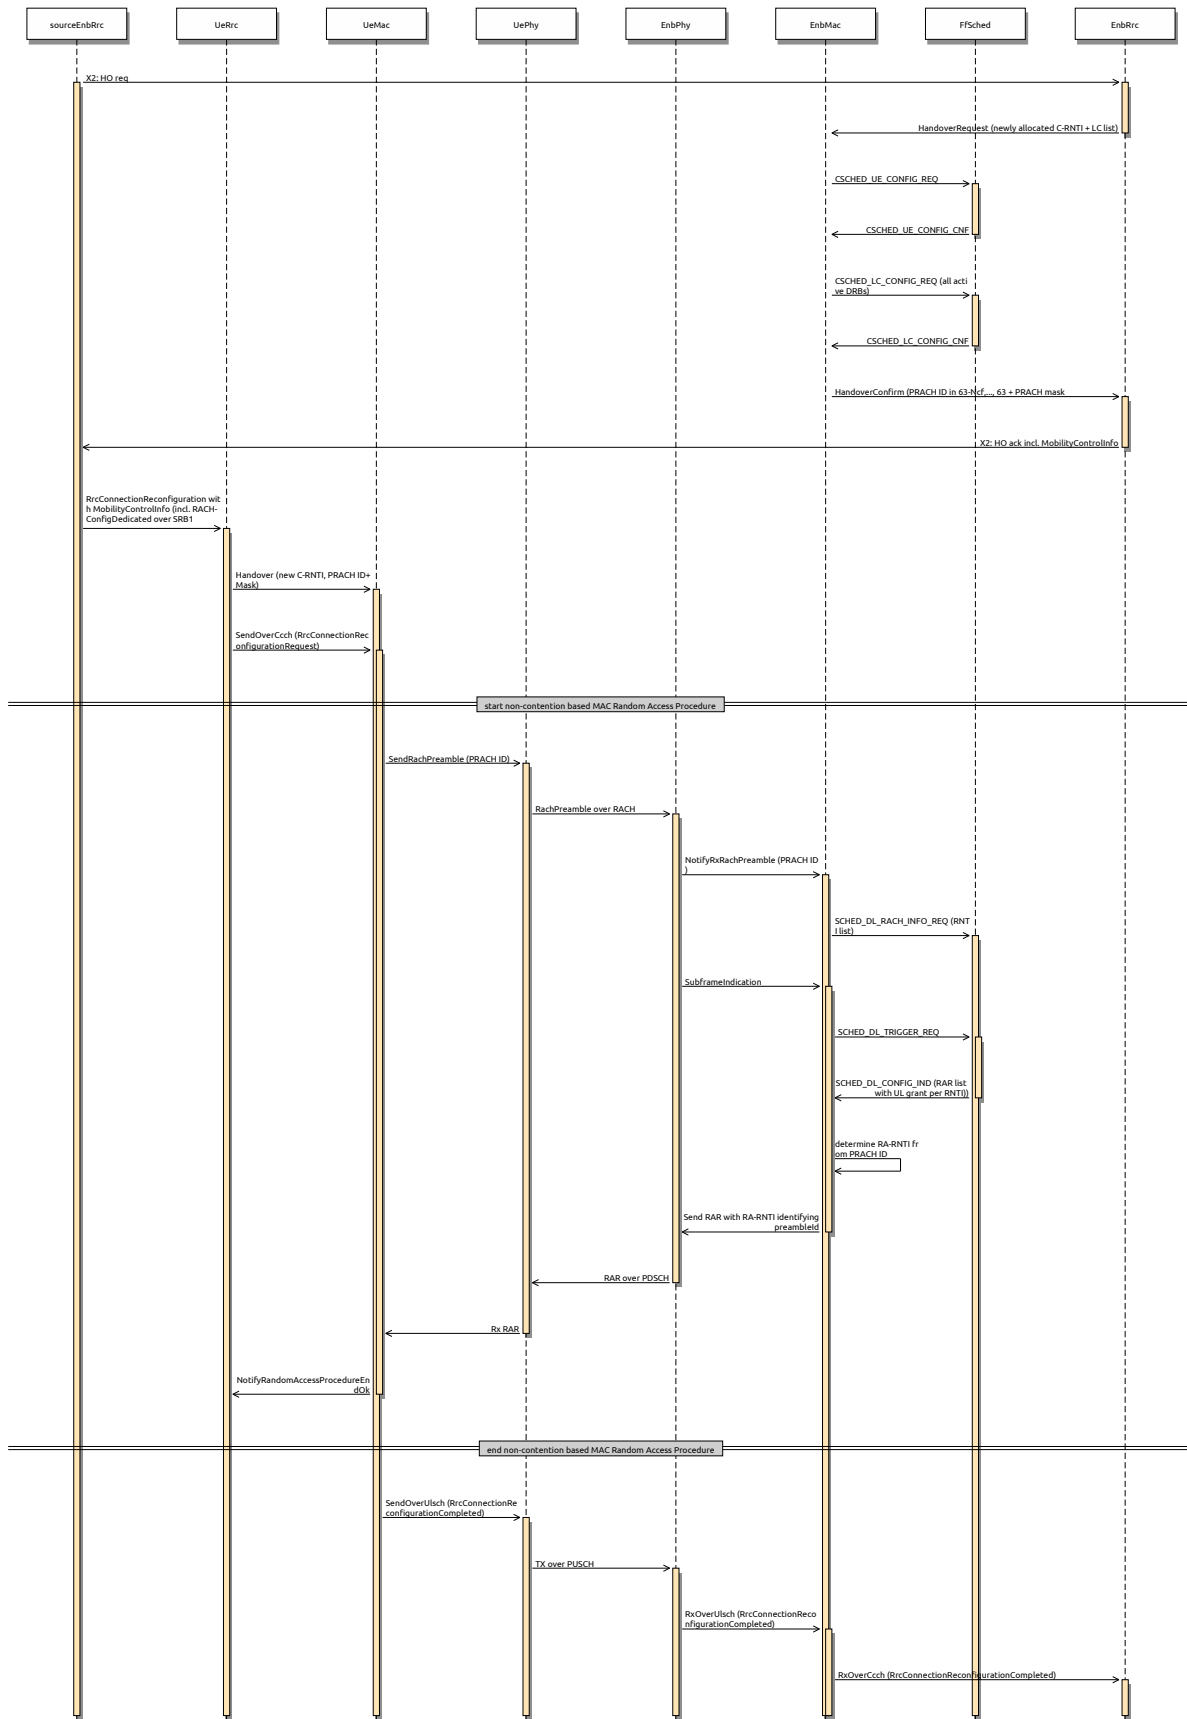 sourceEnbRrc
UeRrc
UeMac
UePhy
EnbPhy
EnbMac
FfSched
EnbRrc
X2: HO req
HandoverRequest (newly allocated C-RNTI + LC list)
CSCHED_UE_CONFIG_REQ
CSCHED_UE_CONFIG_CNF
CSCHED_LC_CONFIG_REQ (all acti
ve DRBs)
CSCHED_LC_CONFIG_CNF
HandoverConfirm (PRACH ID in 63-Ncf,..., 63 + PRACH mask
X2: HO ack incl. MobilityControlInfo
RrcConnectionReconfiguration wit
h MobilityControlInfo (incl. RACH-
ConfigDedicated over SRB1
Handover (new C-RNTI, PRACH ID+
Mask)
SendOverCcch (RrcConnectionRec
onfigurationRequest)
start non-contention based MAC Random Access Procedure
SendRachPreamble (PRACH ID)
RachPreamble over RACH
NotifyRxRachPreamble (PRACH ID
)
SCHED_DL_RACH_INFO_REQ (RNT
I list)
SubframeIndication
SCHED_DL_TRIGGER_REQ
SCHED_DL_CONFIG_IND (RAR list
with UL grant per RNTI))
determine RA-RNTI fr
om PRACH ID
Send RAR with RA-RNTI identifying
preambleId
RAR over PDSCH
Rx RAR
NotifyRandomAccessProcedureEn
dOk
end non-contention based MAC Random Access Procedure
SendOverUlsch (RrcConnectionRe
configurationCompleted)
TX over PUSCH
RxOverUlsch (RrcConnectionReco
nfigurationCompleted)
RxOverCcch (RrcConnectionReconfigurationCompleted)